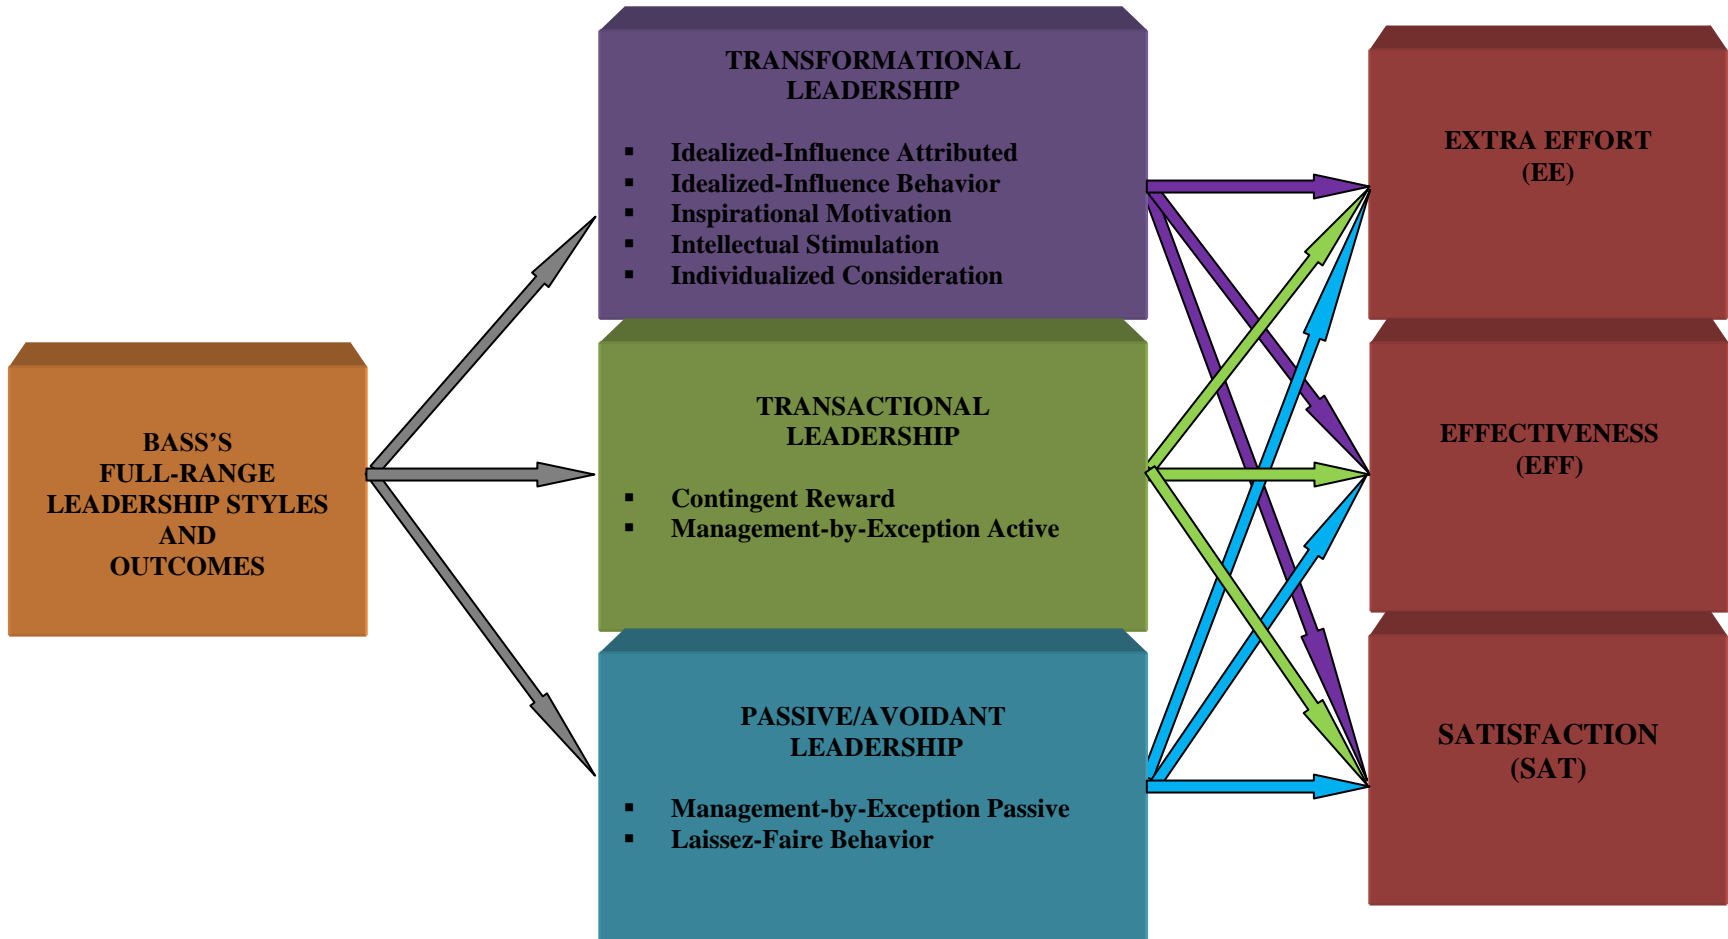 BASS’S
FULL-RANGE
LEADERSHIP STYLES
AND
OUTCOMES
TRANSFORMATIONAL
LEADERSHIP
▪ Idealized-Influence Attributed
▪ Idealized-Influence Behavior
▪ Inspirational Motivation
▪ Intellectual Stimulation
▪ Individualized Consideration
TRANSACTIONAL
LEADERSHIP
▪ Contingent Reward
▪ Management-by-Exception Active
PASSIVE/AVOIDANT
LEADERSHIP
▪ Management-by-Exception Passive
▪ Laissez-Faire Behavior
EXTRA EFFORT
(EE)
EFFECTIVENESS
(EFF)
SATISFACTION
(SAT)